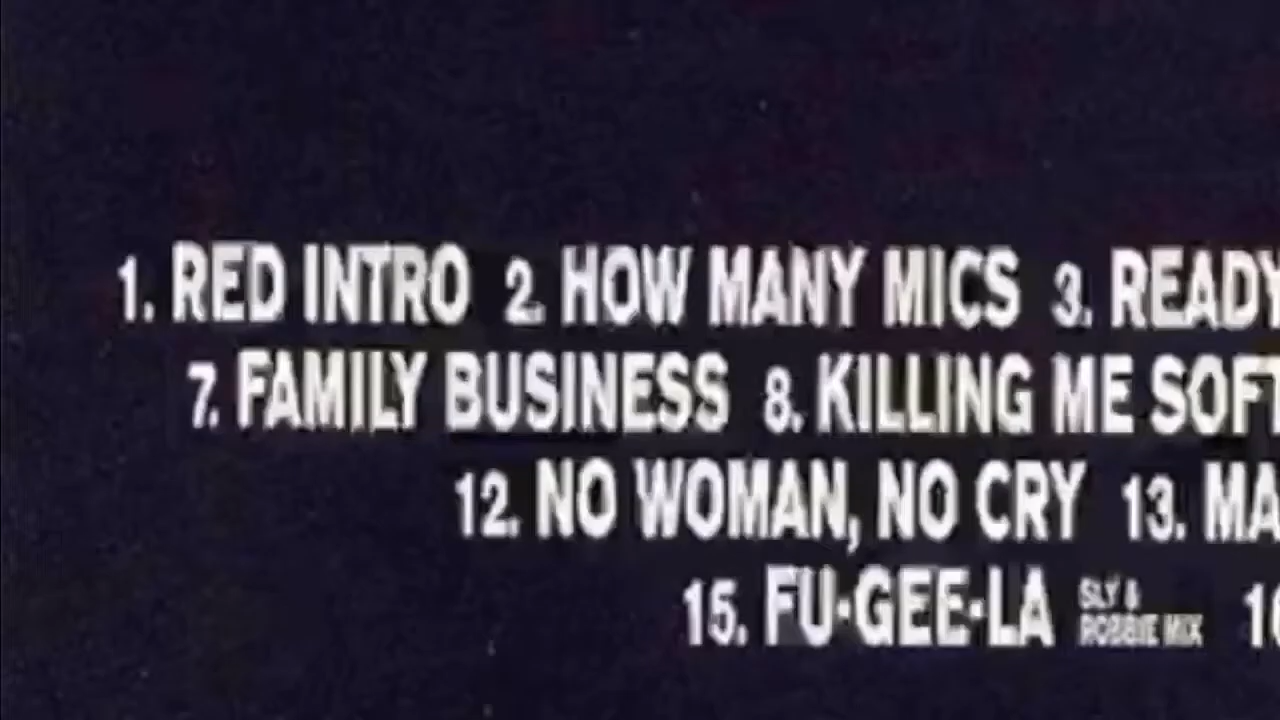 1. RED INTRO 2. HOW MANY MICS 3. READY
7. FAMILY BUSINESS 8. KILLING ME SOFT
12. NO WOMAN, NO CRY 13. MA
15. FU·GEE·LA SLY & ROBBIE MIX 16